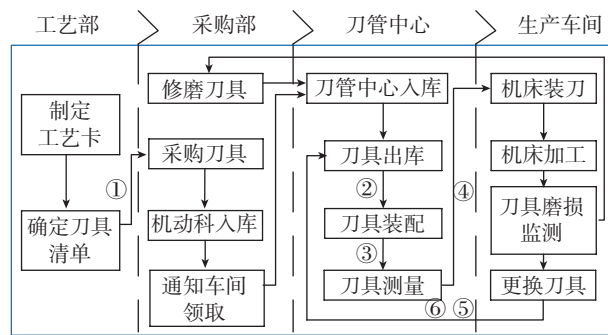 工艺部
采购部
刀管中心
生产车间
修磨刀具
刀管中心入库
机床装刀
制定
工艺卡
采购刀具
刀具出库
机床加工
①
②
④
确定刀具
清单
机动科入库
刀具装配
刀具磨损
监测
③
通知车间
领取
刀具测量
更换刀具
⑥
⑤